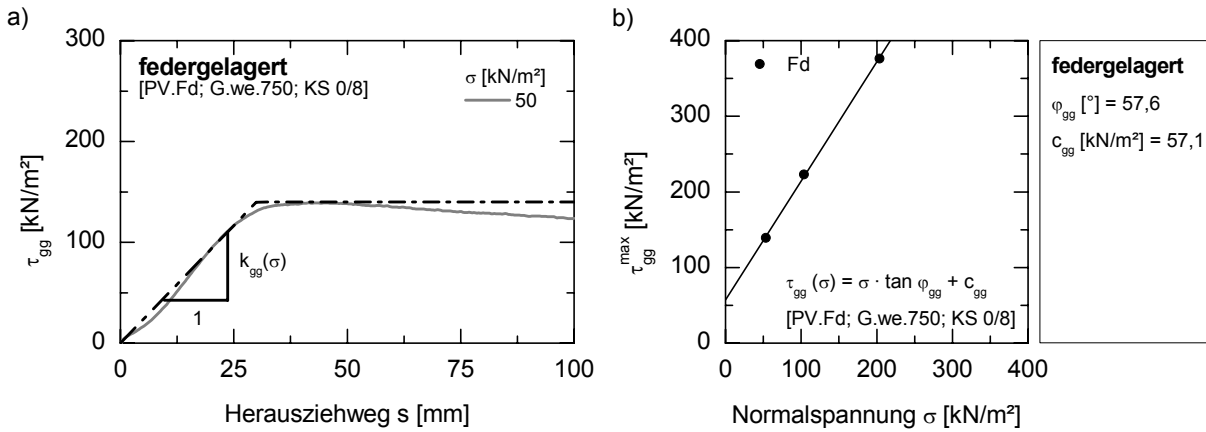 a)
300
200
100
0
τgg [kN/m²]
federgelagert
[PV.Fd; G.we.750; KS 0/8]
σ [kN/m²]
50
kgg(σ)
1
0 25 50 75 100
Herausziehweg s [mm]
b)
400
300
200
100
0
τgg^max [kN/m²]
Fd
τgg (σ) = σ · tan φgg + cgg
[PV.Fd; G.we.750; KS 0/8]
0 100 200 300 400
Normalspannung σ [kN/m²]
federgelagert
φgg [°] = 57,6
cgg [kN/m²] = 57,1